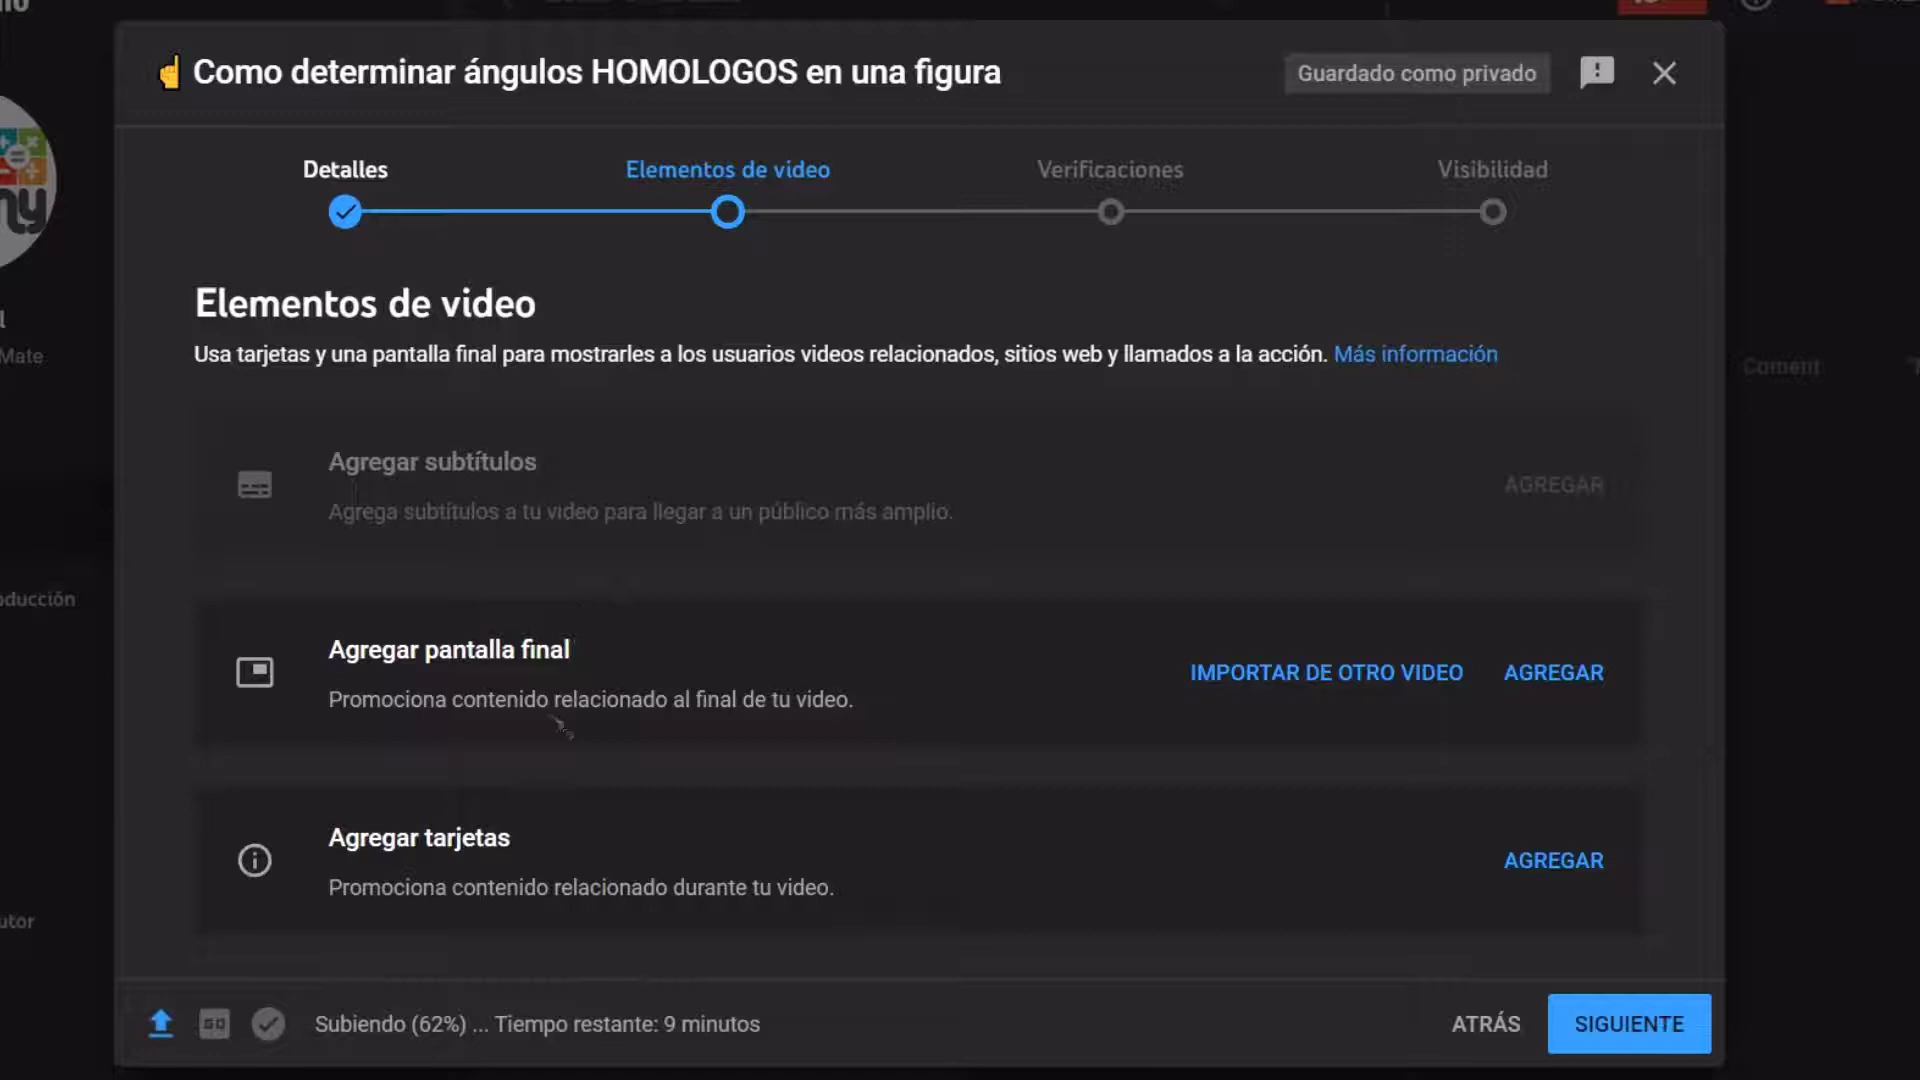 ☝ Como determinar ángulos HOMOLOGOS en una figura
Guardado como privado
Detalles
Elementos de video
Verificaciones
Visibilidad
Elementos de video
Usa tarjetas y una pantalla final para mostrarles a los usuarios videos relacionados, sitios web y llamados a la acción. Más información
Mate
Coment
Agregar subtítulos
Agrega subtítulos a tu video para llegar a un público más amplio.
AGREGAR
oducción
Agregar pantalla final
Promociona contenido relacionado al final de tu video.
IMPORTAR DE OTRO VIDEO
AGREGAR
Agregar tarjetas
Promociona contenido relacionado durante tu video.
AGREGAR
utor
Subiendo (62%) ... Tiempo restante: 9 minutos
ATRÁS
SIGUIENTE